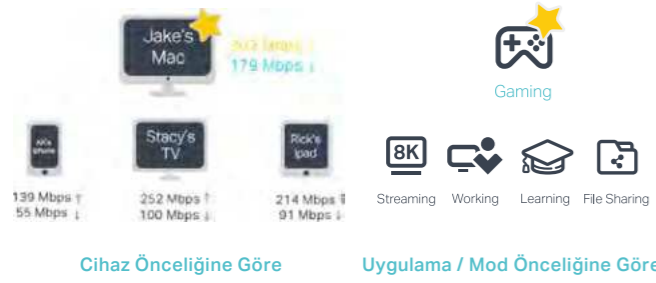 Jake's
Mac
179 Mbps ↓
Stacy's
TV
Rick's
ipad
139 Mbps ↑
55 Mbps ↓
252 Mbps ↑
100 Mbps ↓
214 Mbps
91 Mbps ↓
Cihaz Önceliğine Göre
Gaming
8K
Streaming Working Learning File Sharing
Uygulama / Mod Önceliğine Göre